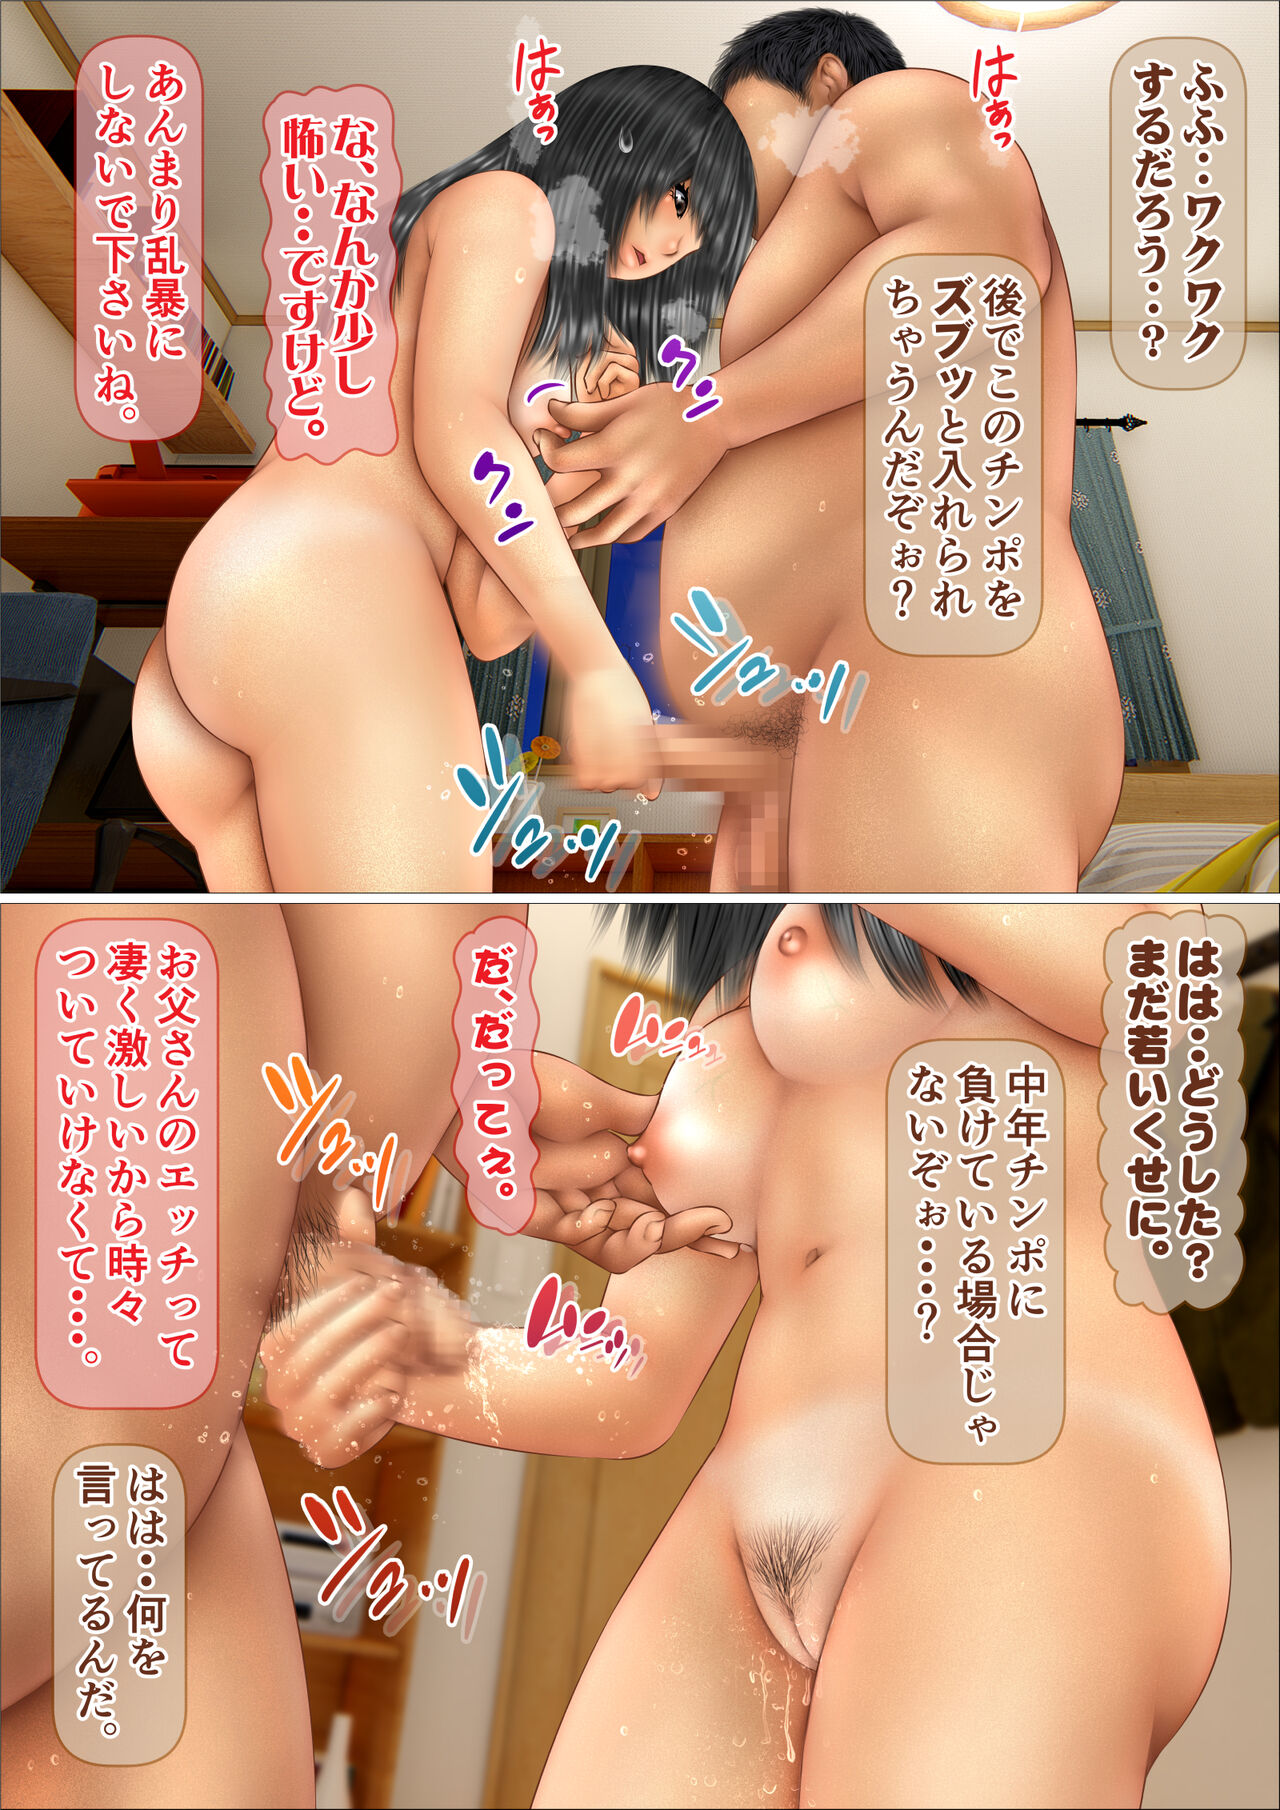 ふふ‥ワクワク
するだろう‥‥?
後でこのチンポを
ズブッと入れられ
ちゃうんだぞぉ?
はぁっ
はぁっ
な、なんか少し
怖い‥ですけど。
あんまり乱暴に
しないで下さいね。
クンッ
クンッ
シュッ‥ッ
シュッ‥ッ
はは‥どうした?
まだ若いくせに。
中年チンポに
負けている場合じゃ
ないぞぉ‥‥?
だ、だってぇ。
お父さんのエッチって
凄く激しいから時々
ついていけなくて‥‥。
はは‥何を
言ってるんだ。
シュッ‥ッ
シュッ‥ッ